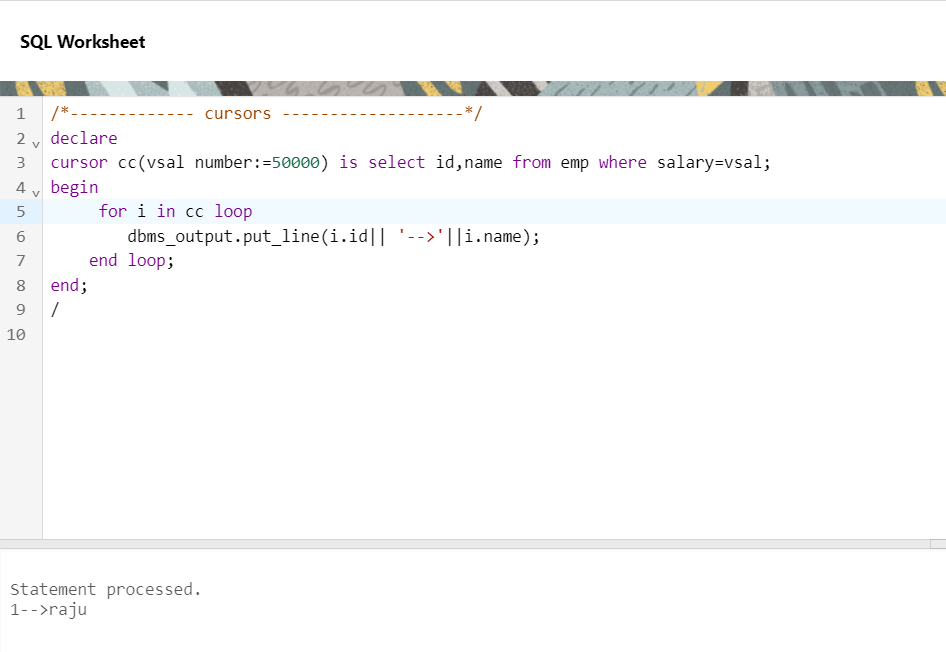 SQL Worksheet
1 /*------------- cursors -------------------*/
2 declare
3 cursor cc(vsal number:=50000) is select id,name from emp where salary=vsal;
4 begin
5      for i in cc loop
6         dbms_output.put_line(i.id|| '-->'||i.name);
7     end loop;
8 end;
9 /
10
Statement processed.
1-->raju